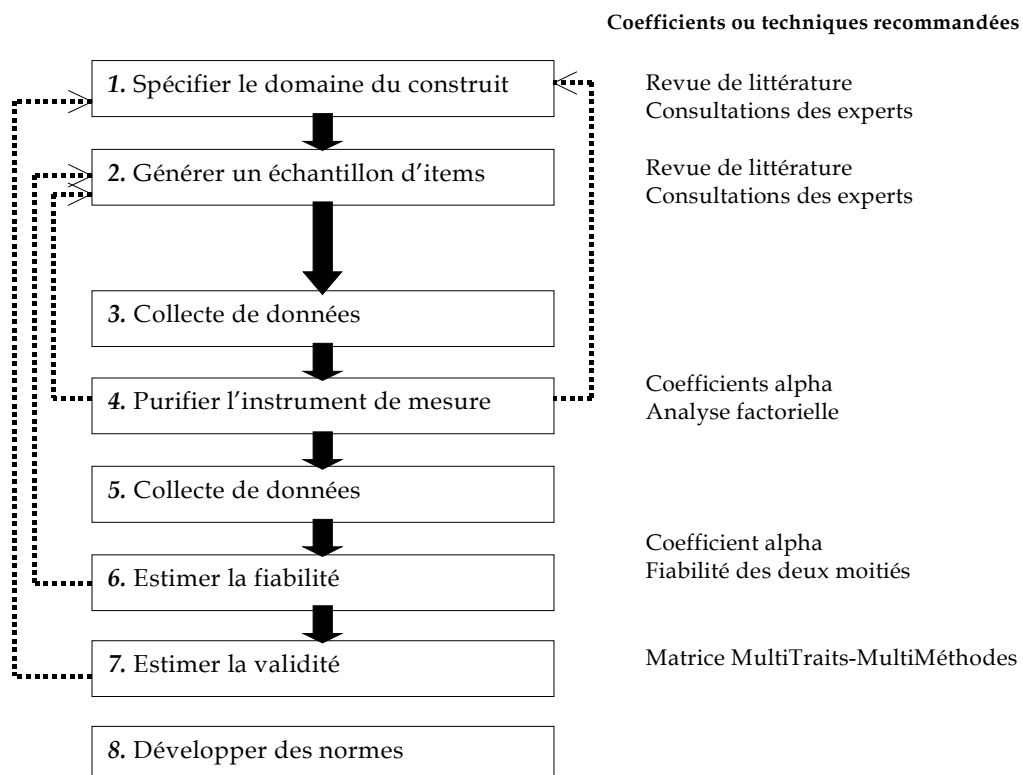 Coefficients ou techniques recommandées
1. Spécifier le domaine du construit
Revue de littérature
Consultations des experts
2. Générer un échantillon d'items
Revue de littérature
Consultations des experts
3. Collecte de données
4. Purifier l'instrument de mesure
Coefficients alpha
Analyse factorielle
5. Collecte de données
Coefficient alpha
Fiabilité des deux moitiés
6. Estimer la fiabilité
7. Estimer la validité
Matrice MultiTraits-MultiMéthodes
8. Développer des normes